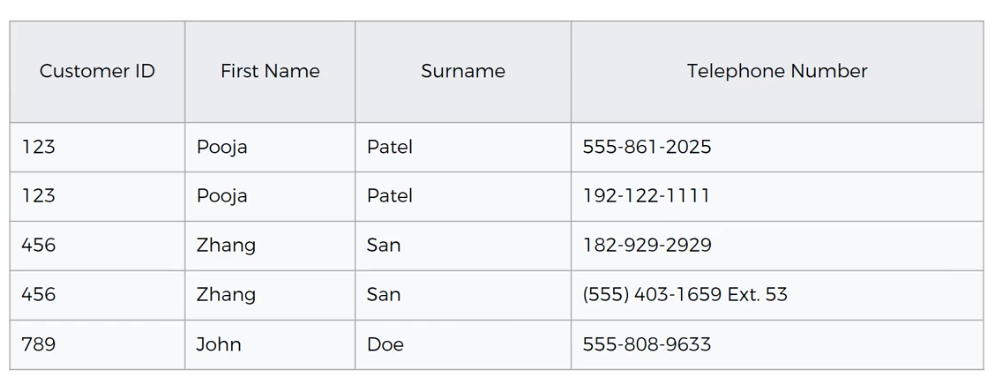 Customer ID First Name Surname Telephone Number
123 Pooja Patel 555-861-2025
123 Pooja Patel 192-122-1111
456 Zhang San 182-929-2929
456 Zhang San (555) 403-1659 Ext. 53
789 John Doe 555-808-9633